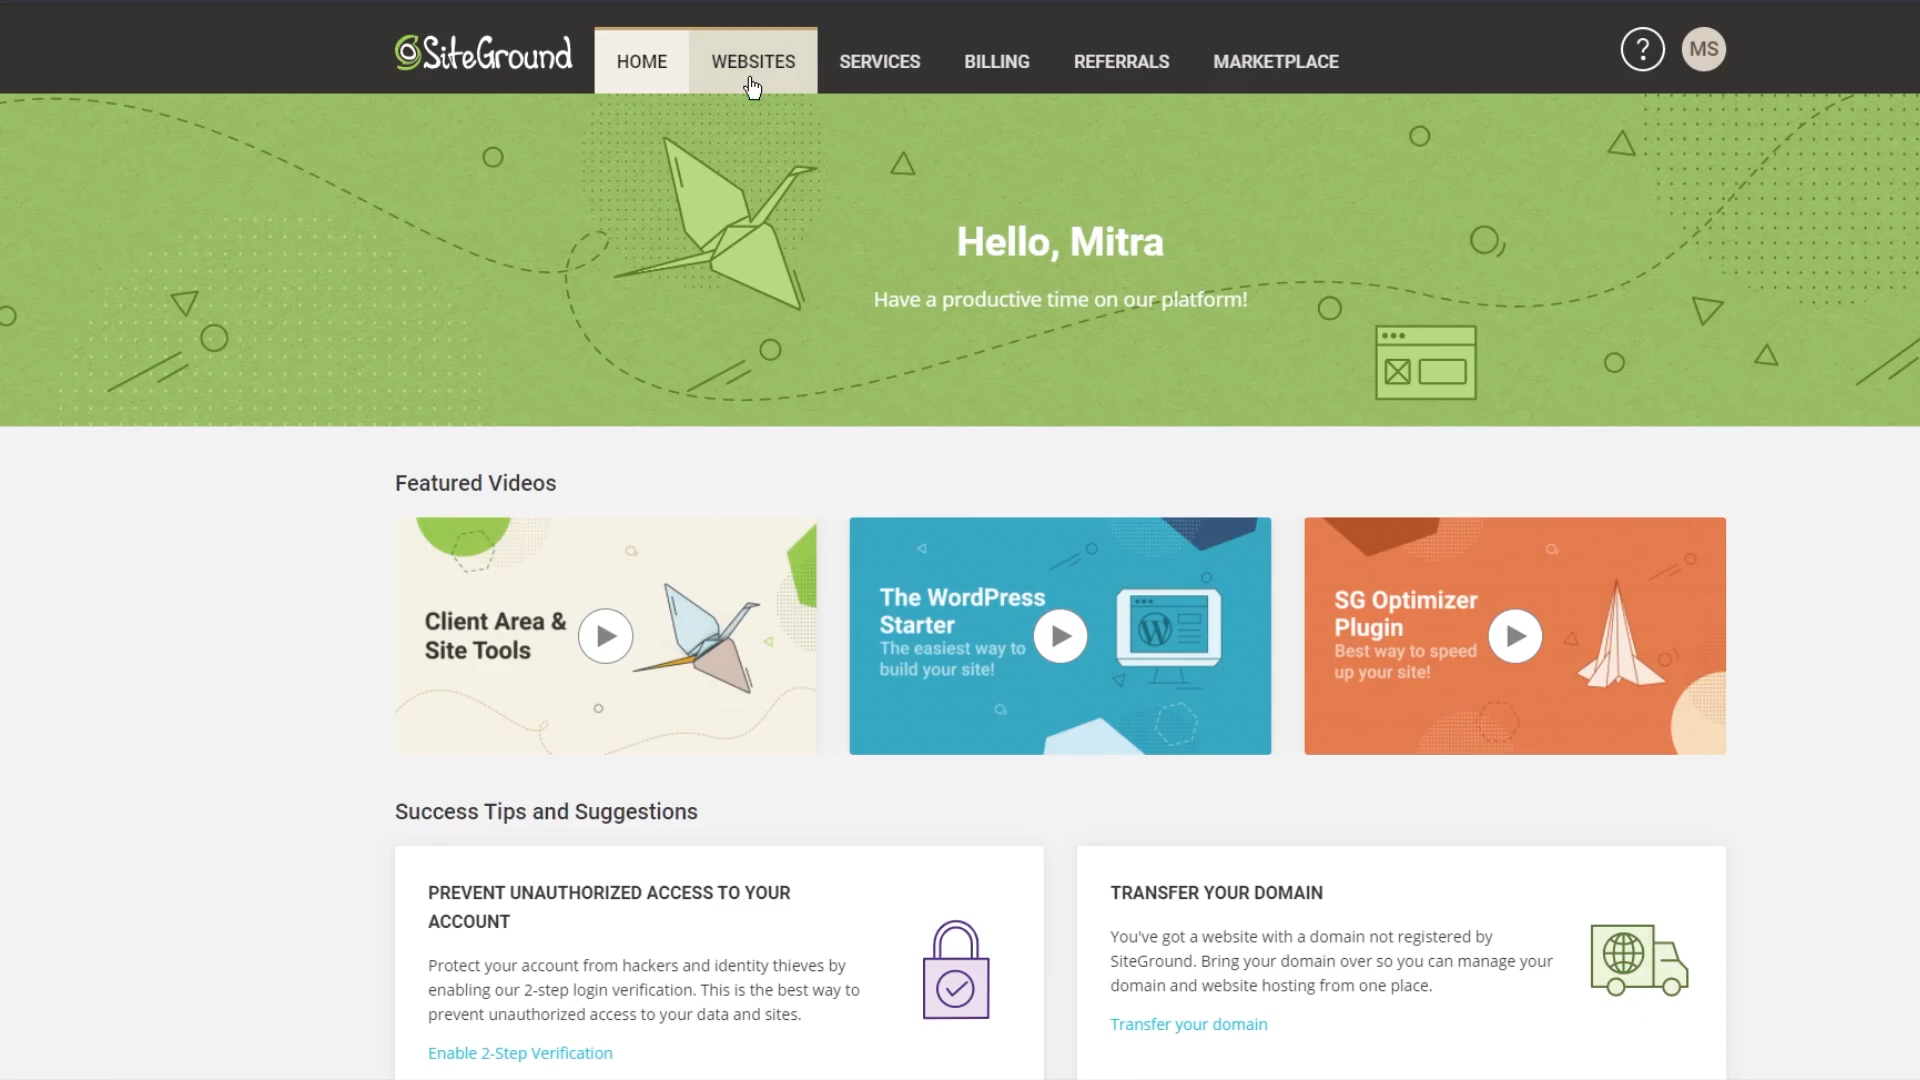 SiteGround
HOME
WEBSITES
SERVICES
BILLING
REFERRALS
MARKETPLACE
?
MS
Hello, Mitra
Have a productive time on our platform!
Featured Videos
Client Area &
Site Tools
The WordPress
Starter
The easiest way to
build your site!
W
SG Optimizer
Plugin
Best way to speed
up your site!
Success Tips and Suggestions
PREVENT UNAUTHORIZED ACCESS TO YOUR
ACCOUNT
Protect your account from hackers and identity thieves by
enabling our 2-step login verification. This is the best way to
prevent unauthorized access to your data and sites.
Enable 2-Step Verification
TRANSFER YOUR DOMAIN
You've got a website with a domain not registered by
SiteGround. Bring your domain over so you can manage your
domain and website hosting from one place.
Transfer your domain